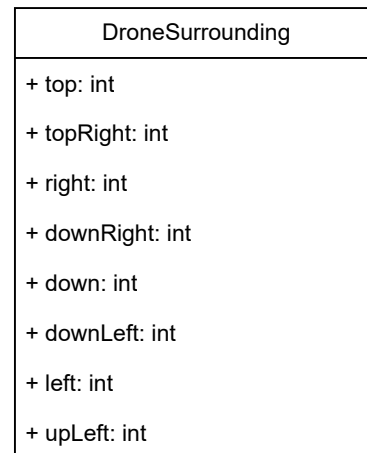 DroneSurrounding
+ top: int
+ topRight: int
+ right: int
+ downRight: int
+ down: int
+ downLeft: int
+ left: int
+ upLeft: int